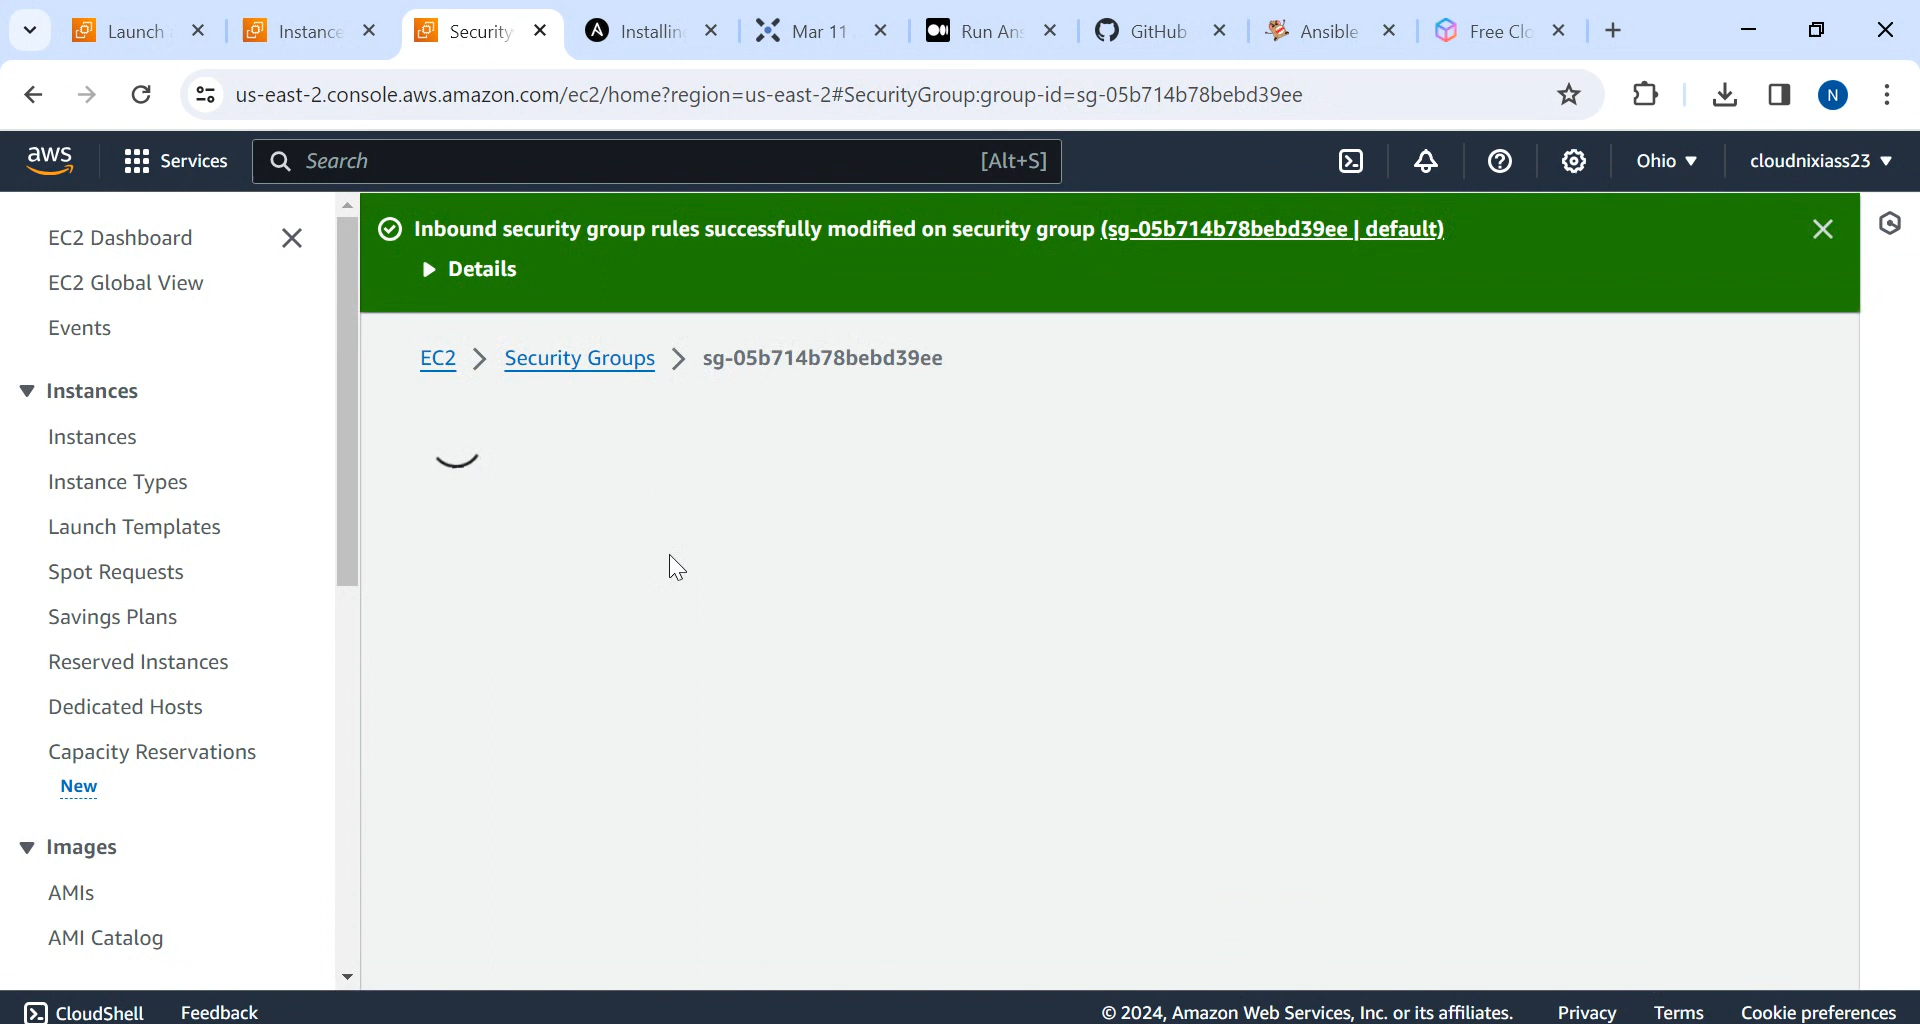 Launch
Instance
Security
Installin
Mar 11
Run Ans
GitHub
Ansible
Free Clo
us-east-2.console.aws.amazon.com/ec2/home?region=us-east-2#SecurityGroup:group-id=sg-05b714b78bebd39ee
N
aws
Services
Search
[Alt+S]
Ohio
cloudnixiass23
EC2 Dashboard
EC2 Global View
Events
Instances
Instances
Instance Types
Launch Templates
Spot Requests
Savings Plans
Reserved Instances
Dedicated Hosts
Capacity Reservations
New
Images
AMIs
AMI Catalog
Inbound security group rules successfully modified on security group (sg-05b714b78bebd39ee | default)
Details
EC2 > Security Groups > sg-05b714b78bebd39ee
CloudShell
Feedback
© 2024, Amazon Web Services, Inc. or its affiliates.
Privacy
Terms
Cookie preferences